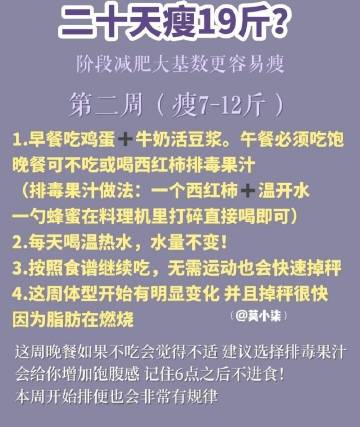 二十天瘦19斤?
阶段减肥大基数更容易瘦
第二周（瘦7-12斤）
1.早餐吃鸡蛋➕牛奶活豆浆。午餐必须吃饱
晚餐可不吃或喝西红柿排毒果汁
（排毒果汁做法：一个西红柿➕温开水
一勺蜂蜜在料理机里打碎直接喝即可）
2.每天喝温热水，水量不变！
3.按照食谱继续吃，无需运动也会快速掉秤
4.这周体型开始有明显变化 并且掉秤很快
因为脂肪在燃烧
（@莫小柒）
这周晚餐如果不吃会觉得不适 建议选择排毒果汁
会给你增加饱腹感 记住6点之后不进食！
本周开始排便也会非常有规律